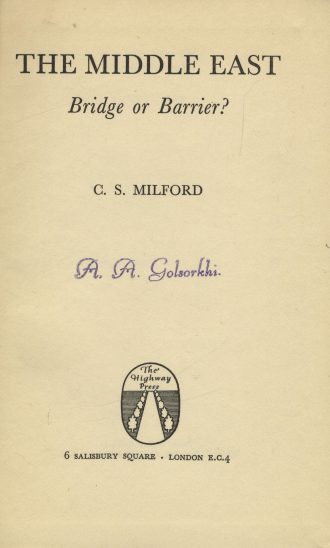 THE MIDDLE EAST
Bridge or Barrier?
C. S. MILFORD
A. A. Golsorkhi.
The
Highway
Press
6 SALISBURY SQUARE · LONDON E.C.4